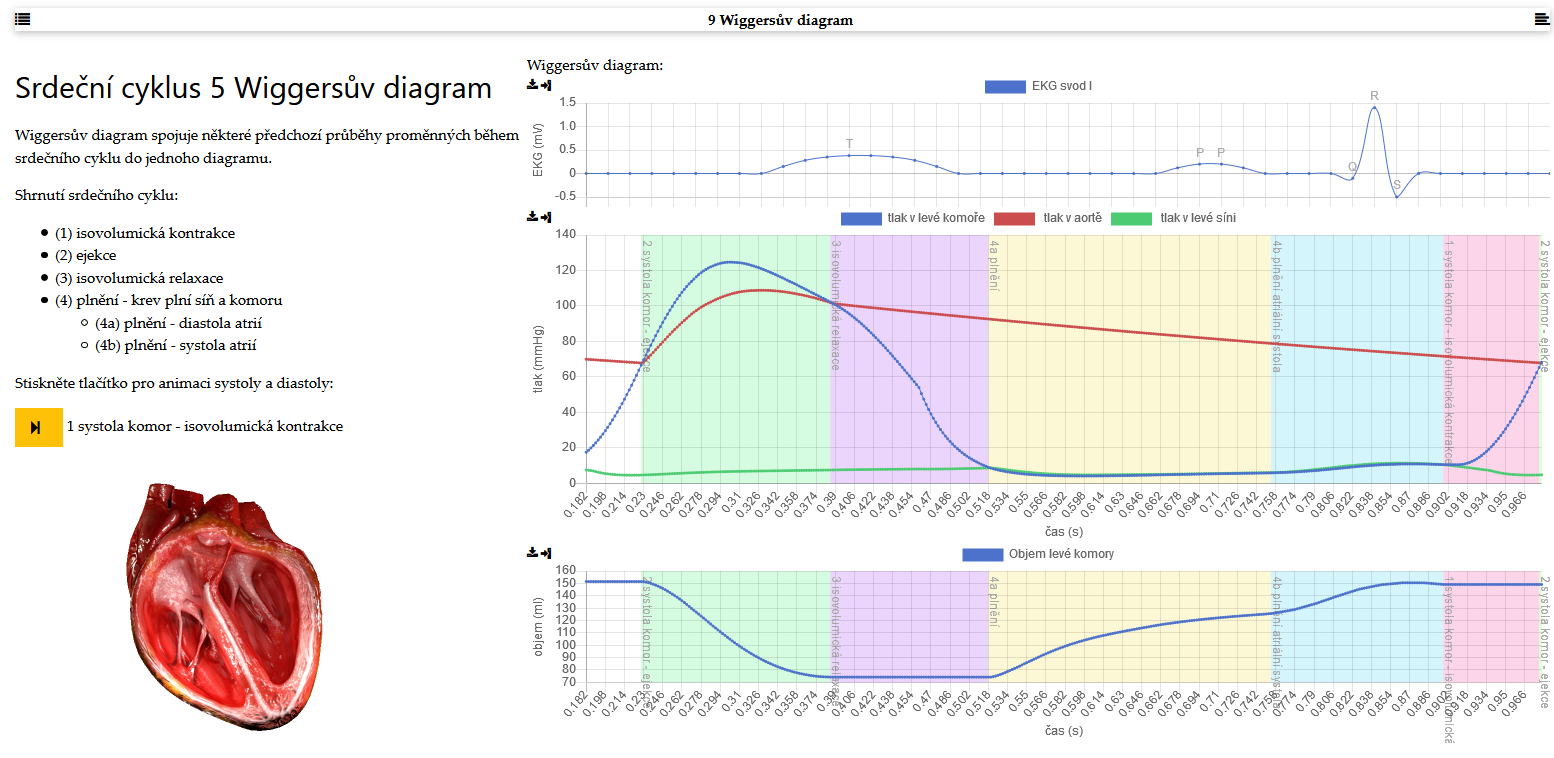 9 Wiggersův diagram
Srdeční cyklus 5 Wiggersův diagram
Wiggersův diagram spojuje některé předchozí průběhy proměnných během
srdečního cyklu do jednoho diagramu.
Shrnutí srdečního cyklu:
(1) isovolumická kontrakce
(2) ejekce
(3) isovolumická relaxace
(4) plnění - krev plní síň a komoru
(4a) plnění - diastola atrií
(4b) plnění - systola atrií
Stiskněte tlačítko pro animaci systoly a diastoly:
1 systola komor - isovolumická kontrakce
Wiggersův diagram:
EKG svod I
EKG (mV)
1.5
1.0
0.5
0
-0.5
T
P
P
Q
R
S
tlak v levé komoře tlak v aortě tlak v levé síni
tlak (mmHg)
140
120
100
80
60
40
20
0
2 systola komor - ejekce
3 isovolumická relaxace
4a plnění
4b plnění atriální systola
1 systola komor - isovolumická kontrakce
2 systola komor - ejekce
0.182 0.198 0.214 0.23 0.246 0.262 0.278 0.294 0.31 0.326 0.342 0.358 0.374 0.39 0.406 0.422 0.438 0.454 0.47 0.486 0.502 0.518 0.534 0.55 0.566 0.582 0.598 0.614 0.63 0.646 0.662 0.678 0.694 0.71 0.726 0.742 0.758 0.774 0.79 0.806 0.822 0.838 0.854 0.87 0.886 0.902 0.918 0.934 0.95 0.966
čas (s)
Objem levé komory
objem (ml)
160
150
140
130
120
110
100
90
80
70
2 systola komor - ejekce
3 isovolumická relaxace
4a plnění
4b plnění atriální systola
1 systola komor - isovolumická
2 systola komor - ejekce
0.182 0.198 0.214 0.23 0.246 0.262 0.278 0.294 0.31 0.326 0.342 0.358 0.374 0.39 0.406 0.422 0.438 0.454 0.47 0.486 0.502 0.518 0.534 0.55 0.566 0.582 0.598 0.614 0.63 0.646 0.662 0.678 0.694 0.71 0.726 0.742 0.758 0.774 0.79 0.806 0.822 0.838 0.854 0.87 0.886 0.902 0.918 0.934 0.95 0.966
čas (s)